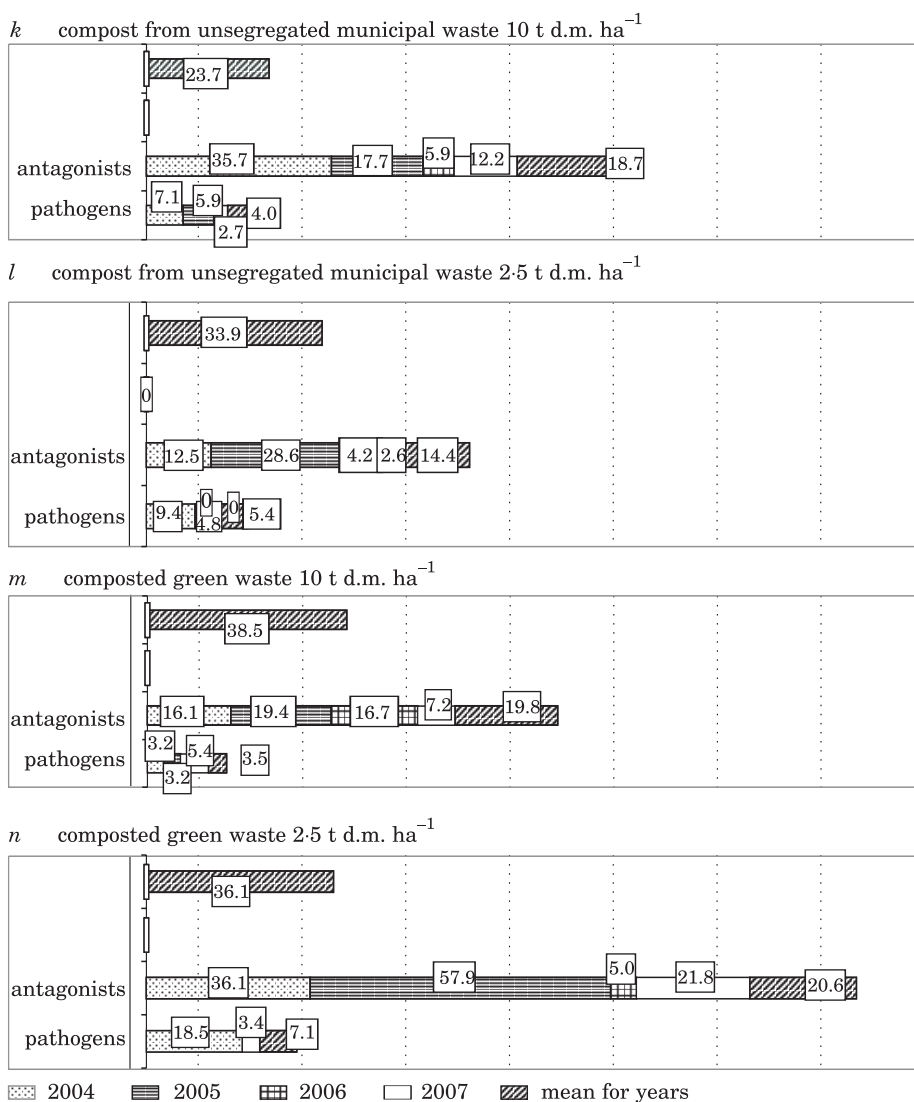 k compost from unsegregated municipal waste 10 t d.m. ha⁻¹
23.7
antagonists 35.7 17.7 5.9 12.2 18.7
pathogens 7.1 5.9 2.7 4.0
l compost from unsegregated municipal waste 2·5 t d.m. ha⁻¹
33.9
0
antagonists 12.5 28.6 4.2 2.6 14.4
pathogens 9.4 0 4.8 0 5.4
m composted green waste 10 t d.m. ha⁻¹
38.5
antagonists 16.1 19.4 16.7 7.2 19.8
pathogens 3.2 3.2 5.4 3.5
n composted green waste 2·5 t d.m. ha⁻¹
36.1
antagonists 36.1 57.9 5.0 21.8 20.6
pathogens 18.5 3.4 7.1
2004 2005 2006 2007 mean for years